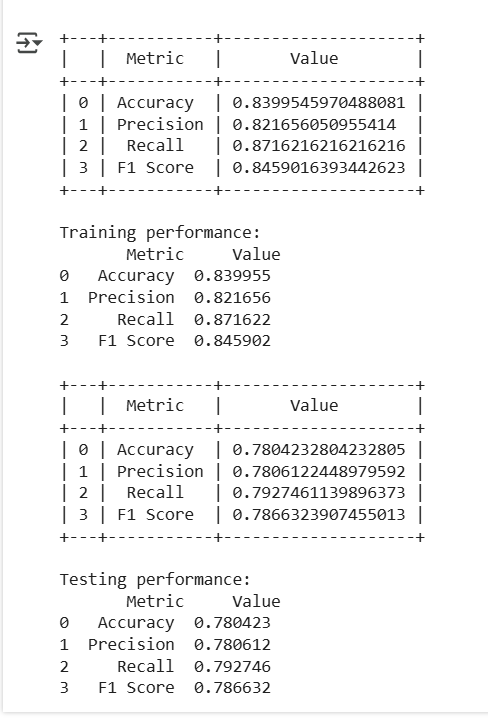 +---+-----------+--------------------+
|   |  Metric   |       Value        |
+---+-----------+--------------------+
| 0 | Accuracy  | 0.8399545970488081 |
| 1 | Precision | 0.821656050955414  |
| 2 |  Recall   | 0.8716216216216216 |
| 3 | F1 Score  | 0.8459016393442623 |
+---+-----------+--------------------+
Training performance:
       Metric     Value
0   Accuracy  0.839955
1  Precision  0.821656
2     Recall  0.871622
3   F1 Score  0.845902
+---+-----------+--------------------+
|   |  Metric   |       Value        |
+---+-----------+--------------------+
| 0 | Accuracy  | 0.7804232804232805 |
| 1 | Precision | 0.7806122448979592 |
| 2 |  Recall   | 0.7927461139896373 |
| 3 | F1 Score  | 0.7866323907455013 |
+---+-----------+--------------------+
Testing performance:
       Metric     Value
0   Accuracy  0.780423
1  Precision  0.780612
2     Recall  0.792746
3   F1 Score  0.786632